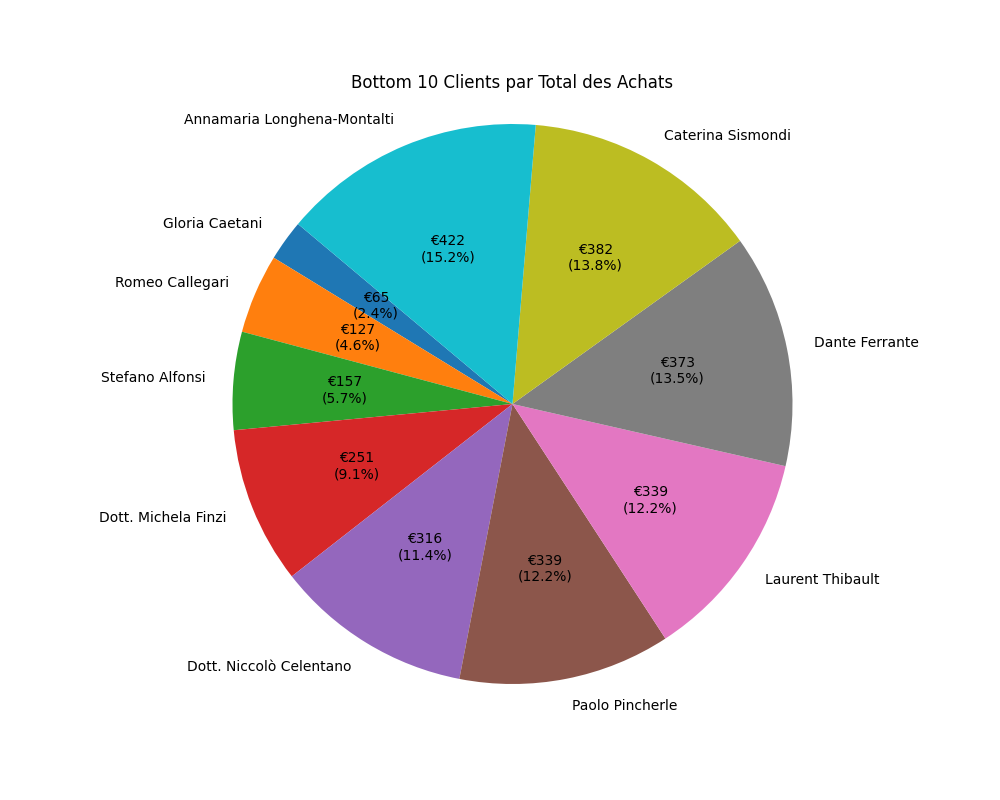 Bottom 10 Clients par Total des Achats
Annamaria Longhena-Montalti
Caterina Sismondi
Gloria Caetani
Romeo Callegari
Stefano Alfonsi
Dott. Michela Finzi
Dott. Niccolò Celentano
Paolo Pincherle
Laurent Thibault
Dante Ferrante
€422
(15.2%)
€382
(13.8%)
€65
(2.4%)
€127
(4.6%)
€157
(5.7%)
€251
(9.1%)
€316
(11.4%)
€339
(12.2%)
€339
(12.2%)
€373
(13.5%)